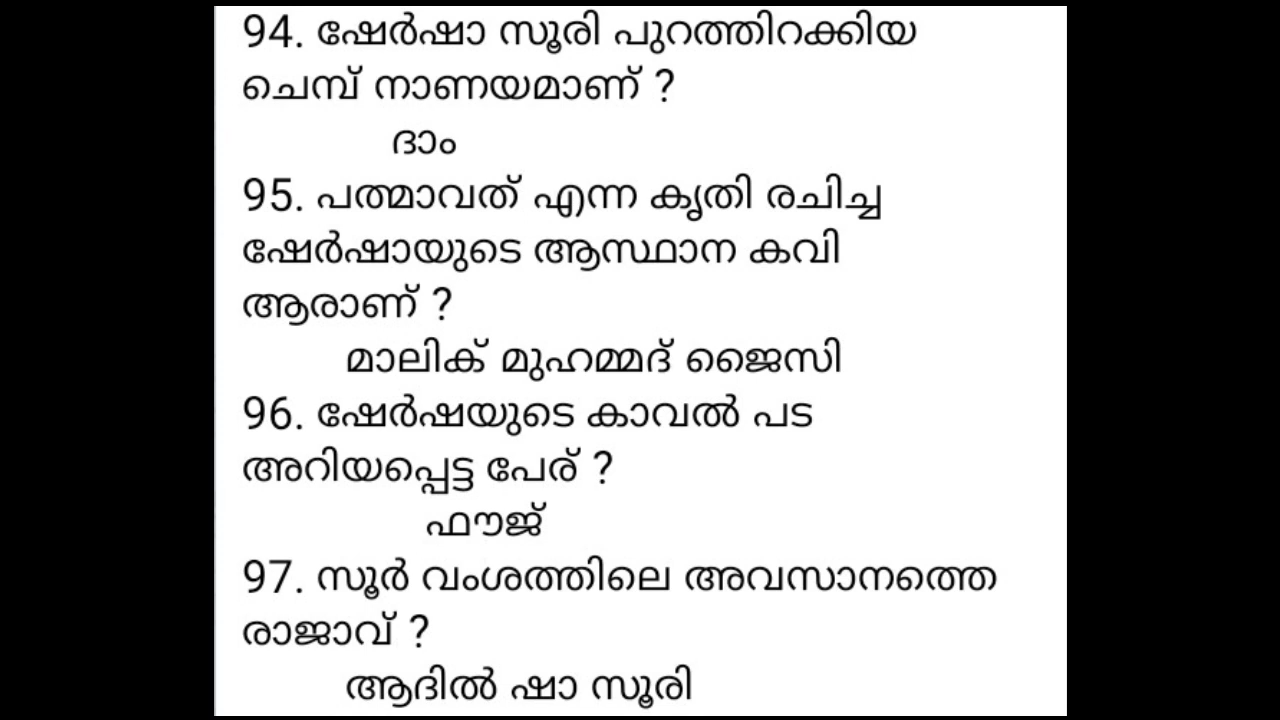 94. ഷേർഷാ സൂരി പുറത്തിറക്കിയ
ചെമ്പ് നാണയമാണ് ?
ദാം
95. പത്മാവത് എന്ന കൃതി രചിച്ച
ഷേർഷായുടെ ആസ്ഥാന കവി
ആരാണ് ?
മാലിക് മുഹമ്മദ് ജൈസി
96. ഷേർഷയുടെ കാവൽ പട
അറിയപ്പെട്ട പേര് ?
ഫൗജ്
97. സൂർ വംശത്തിലെ അവസാനത്തെ
രാജാവ് ?
ആദിൽ ഷാ സൂരി